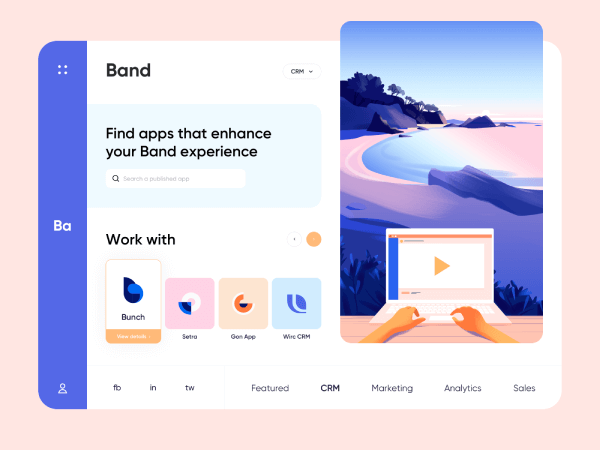 Band
CRM
Find apps that enhance
your Band experience
Search a published app
Ba
Work with
Bunch
View details
Setra
Gon App
Wirc CRM
fb
in
tw
Featured
CRM
Marketing
Analytics
Sales